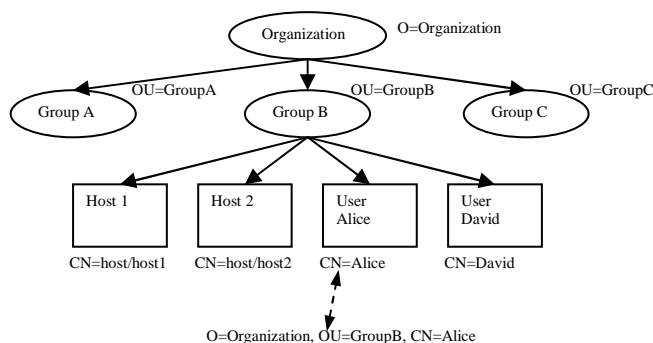 Organization
O=Organization
Group A
OU=GroupA
Group B
OU=GroupB
Group C
OU=GroupC
Host 1
Host 2
User
Alice
User
David
CN=host/host1
CN=host/host2
CN=Alice
CN=David
O=Organization, OU=GroupB, CN=Alice